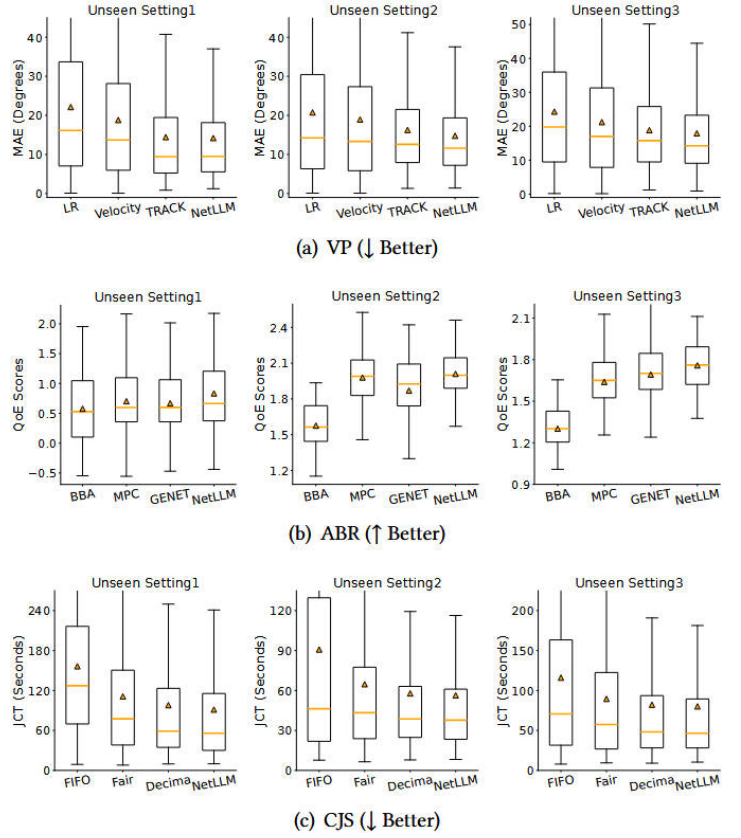 Unseen Setting1
Unseen Setting2
Unseen Setting3
MAE (Degrees)
40
30
20
10
0
LR
Velocity
TRACK
NetLLM
MAE (Degrees)
40
30
20
10
0
LR
Velocity
TRACK
NetLLM
MAE (Degrees)
50
40
30
20
10
0
LR
Velocity
TRACK
NetLLM
(a) VP (↓ Better)
Unseen Setting1
Unseen Setting2
Unseen Setting3
QoE Scores
2.0
1.5
1.0
0.5
0.0
−0.5
BBA
MPC
GENET
NetLLM
QoE Scores
2.4
2.1
1.8
1.5
1.2
BBA
MPC
GENET
NetLLM
QoE Scores
2.1
1.8
1.5
1.2
0.9
BBA
MPC
GENET
NetLLM
(b) ABR (↑ Better)
Unseen Setting1
Unseen Setting2
Unseen Setting3
JCT (Seconds)
240
180
120
60
0
FIFO
Fair
Decima
NetLLM
JCT (Seconds)
120
90
60
30
0
FIFO
Fair
Decima
NetLLM
JCT (Seconds)
200
150
100
50
0
FIFO
Fair
Decima
NetLLM
(c) CJS (↓ Better)